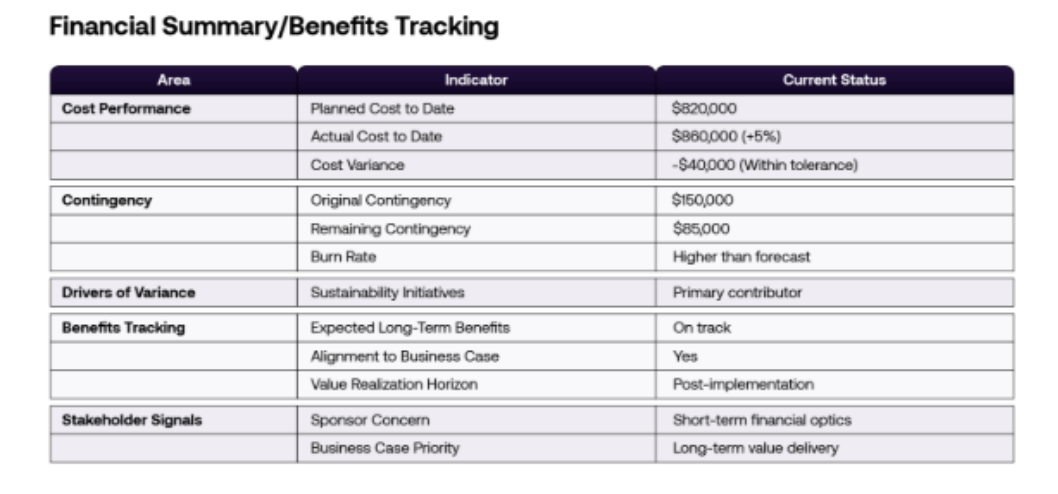 Financial Summary/Benefits Tracking
Area Indicator Current Status
Cost Performance Planned Cost to Date $820,000
Actual Cost to Date $860,000 (+5%)
Cost Variance -$40,000 (Within tolerance)
Contingency Original Contingency $150,000
Remaining Contingency $85,000
Burn Rate Higher than forecast
Drivers of Variance Sustainability Initiatives Primary contributor
Benefits Tracking Expected Long-Term Benefits On track
Alignment to Business Case Yes
Value Realization Horizon Post-implementation
Stakeholder Signals Sponsor Concern Short-term financial optics
Business Case Priority Long-term value delivery